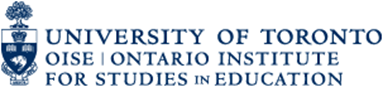 UNIVERSITY OF TORONTO
OISE | ONTARIO INSTITUTE
FOR STUDIES IN EDUCATION